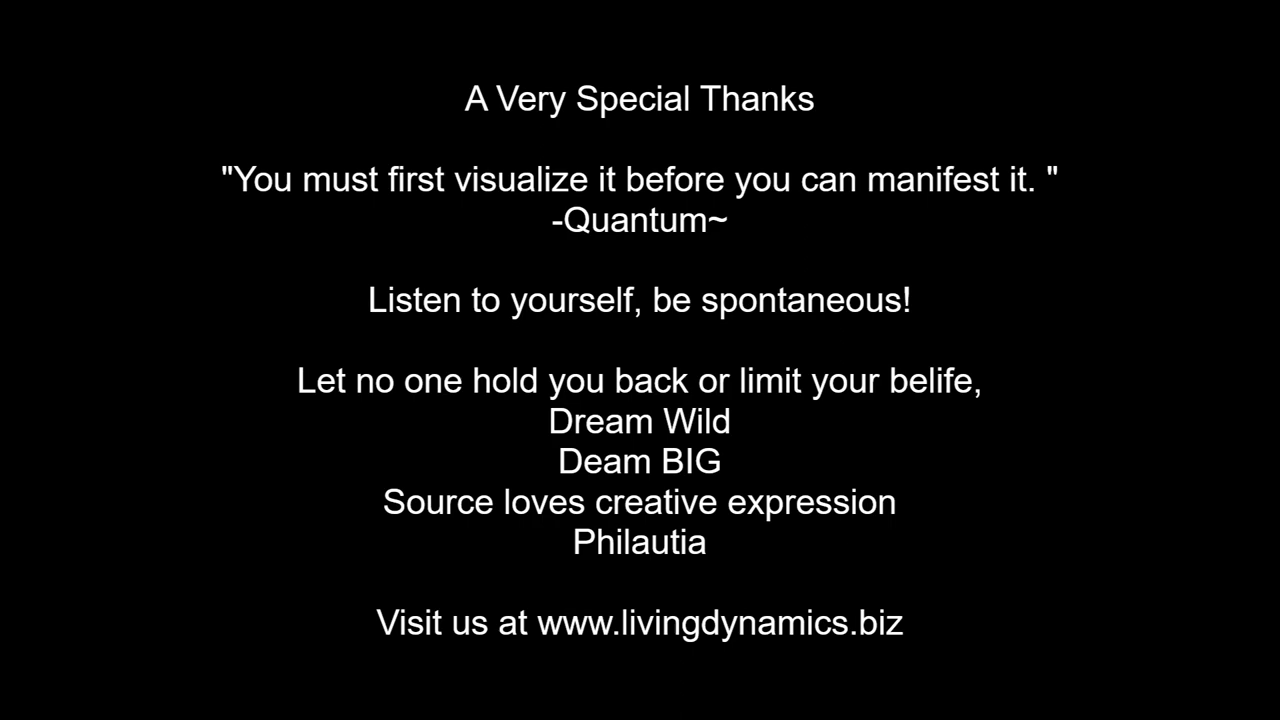 A Very Special Thanks
"You must first visualize it before you can manifest it. "
-Quantum~
Listen to yourself, be spontaneous!
Let no one hold you back or limit your belife,
Dream Wild
Deam BIG
Source loves creative expression
Philautia
Visit us at www.livingdynamics.biz